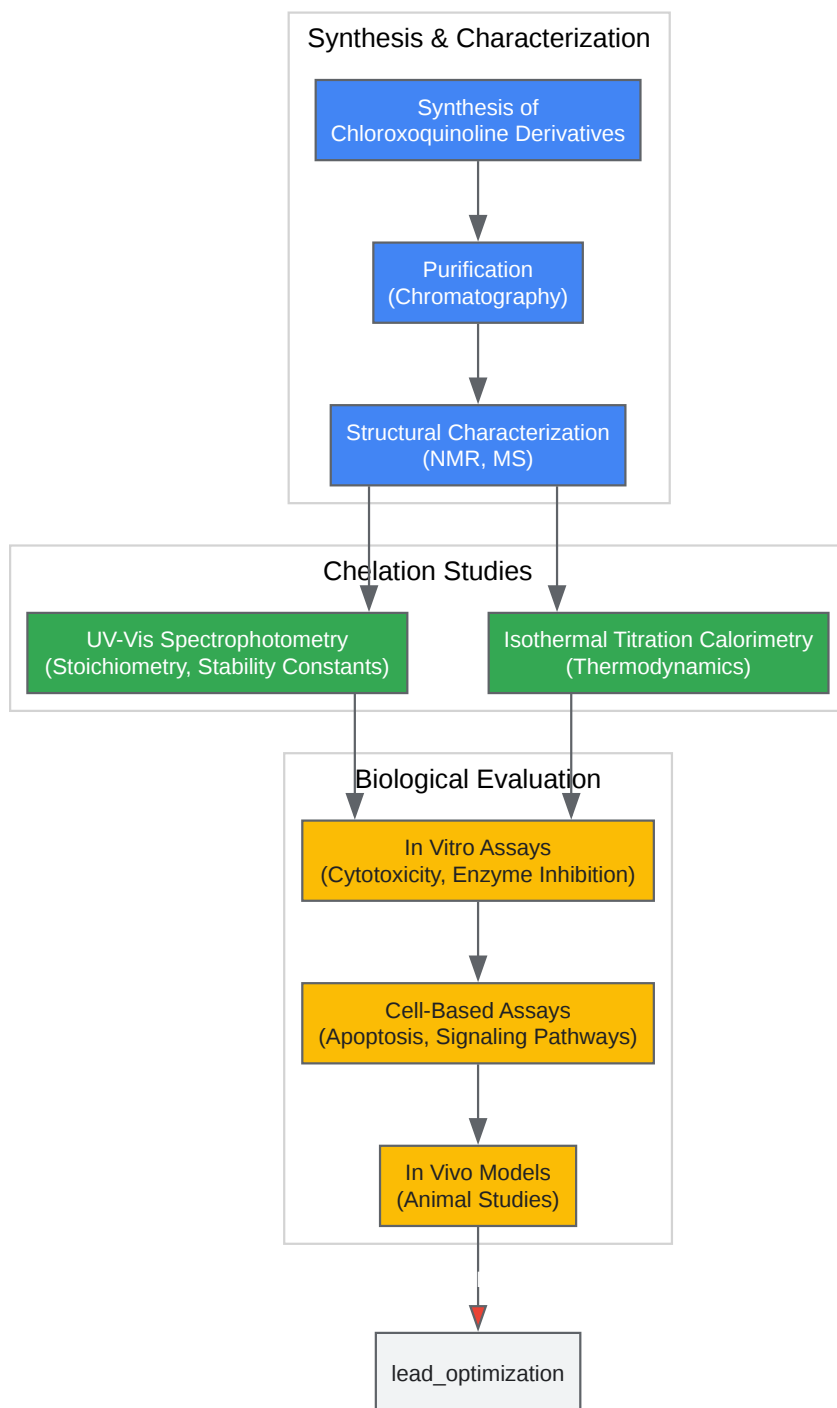 Synthesis & Characterization
Synthesis of
Chloroxoquinoline Derivatives
Purification
(Chromatography)
Structural Characterization
(NMR, MS)
Chelation Studies
UV-Vis Spectrophotometry
(Stoichiometry, Stability Constants)
Isothermal Titration Calorimetry
(Thermodynamics)
Biological Evaluation
In Vitro Assays
(Cytotoxicity, Enzyme Inhibition)
Cell-Based Assays
(Apoptosis, Signaling Pathways)
In Vivo Models
(Animal Studies)
lead_optimization